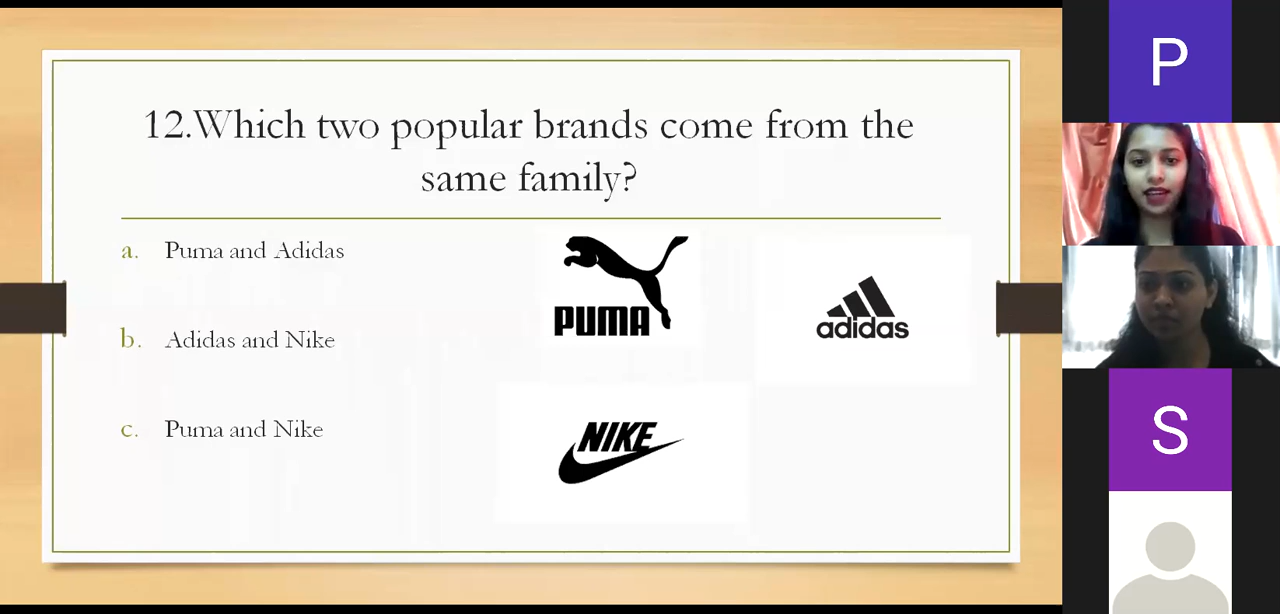 12.Which two popular brands come from the
same family?
a. Puma and Adidas
b. Adidas and Nike
c. Puma and Nike
PUMA
adidas
NIKE
P
S